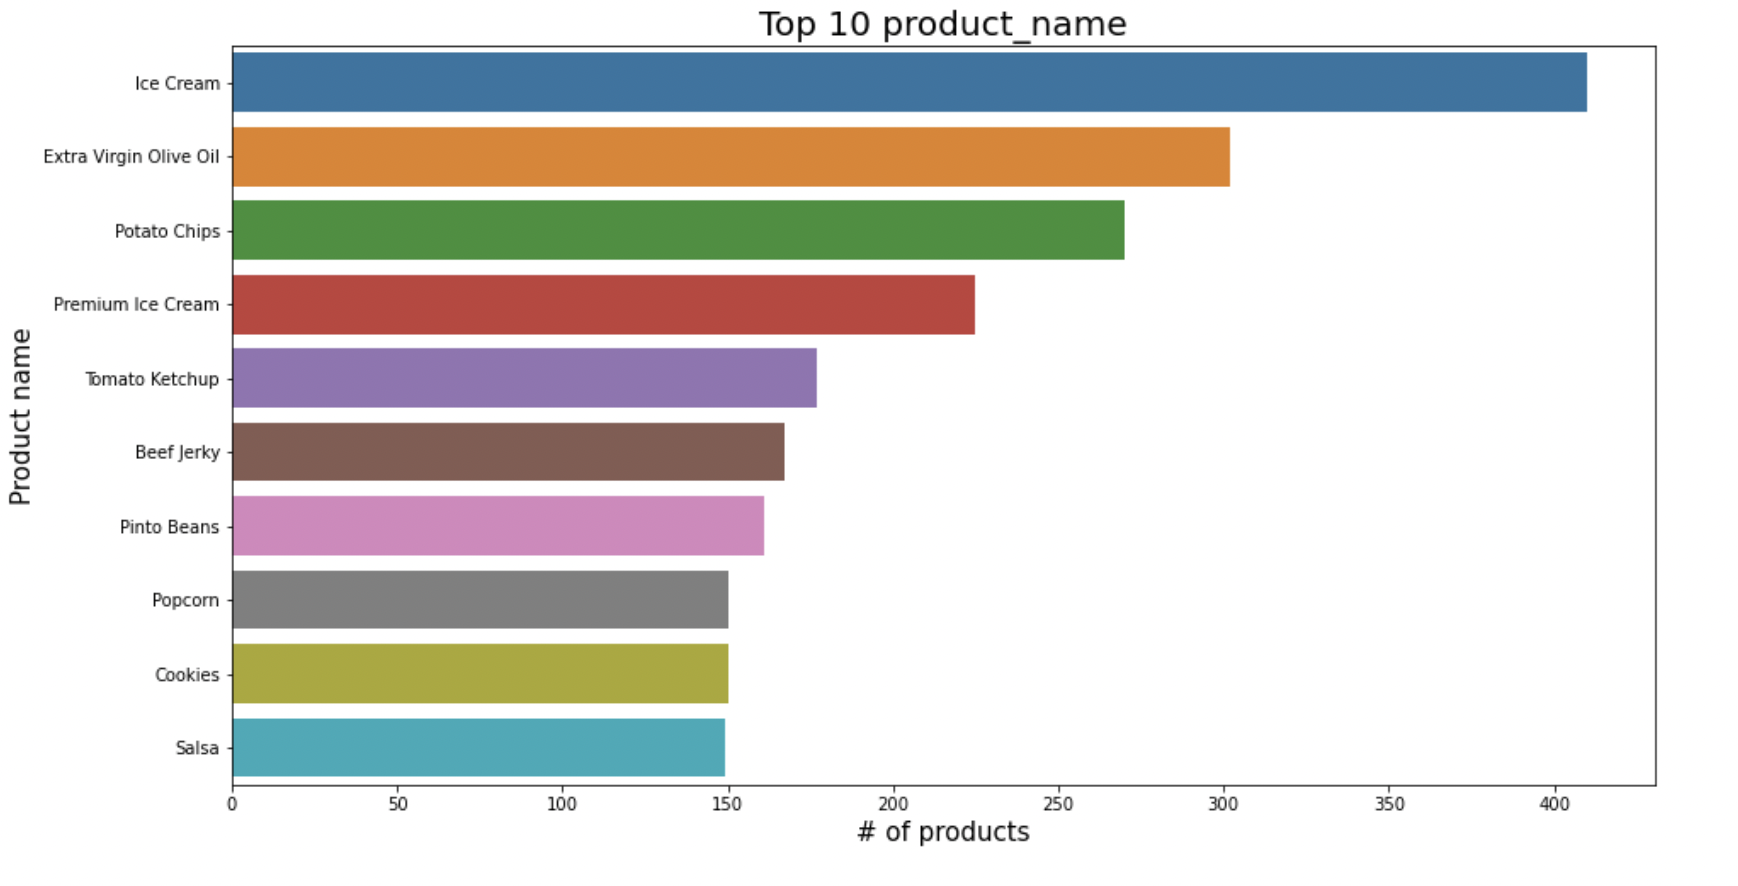 Top 10 product_name
Product name
Ice Cream
Extra Virgin Olive Oil
Potato Chips
Premium Ice Cream
Tomato Ketchup
Beef Jerky
Pinto Beans
Popcorn
Cookies
Salsa
0 50 100 150 200 250 300 350 400
# of products